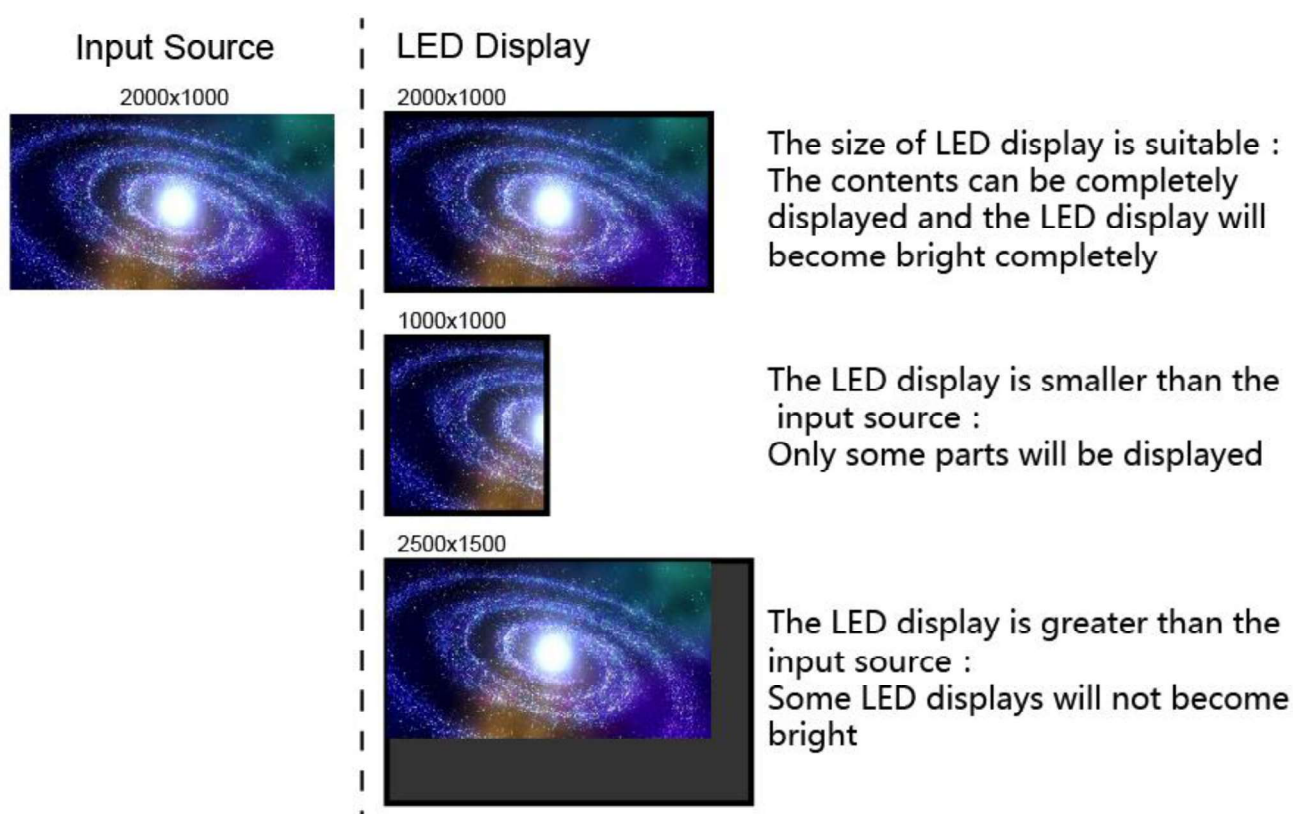 Input Source
LED Display
2000x1000
2000x1000
The size of LED display is suitable :
The contents can be completely
displayed and the LED display will
become bright completely
1000x1000
The LED display is smaller than the
input source :
Only some parts will be displayed
2500x1500
The LED display is greater than the
input source :
Some LED displays will not become
bright